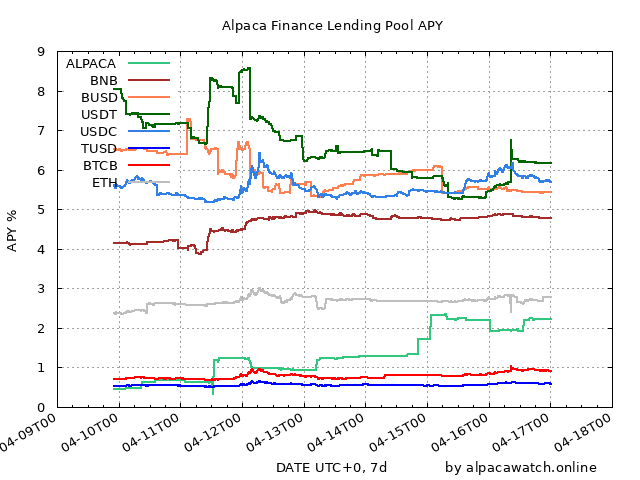 Alpaca Finance Lending Pool APY
9
8
7
6
5
4
3
2
1
0
APY %
ALPACA
BNB
BUSD
USDT
USDC
TUSD
BTCB
ETH
04-09T00
04-10T00
04-11T00
04-12T00
04-13T00
04-14T00
04-15T00
04-16T00
04-17T00
04-18T00
DATE UTC+0, 7d
by alpacawatch.online